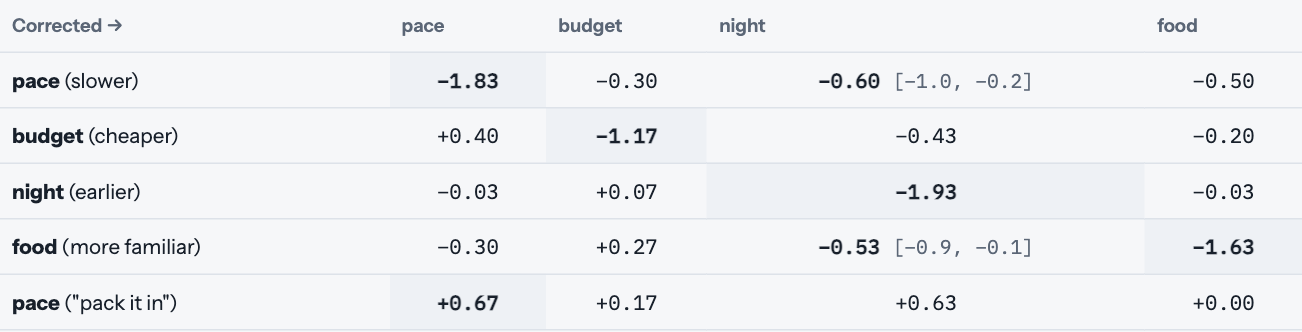 Corrected → pace budget night food
pace (slower) −1.83 −0.30 −0.60 [−1.0, −0.2] −0.50
budget (cheaper) +0.40 −1.17 −0.43 −0.20
night (earlier) −0.03 +0.07 −1.93 −0.03
food (more familiar) −0.30 +0.27 −0.53 [−0.9, −0.1] −1.63
pace ("pack it in") +0.67 +0.17 +0.63 +0.00